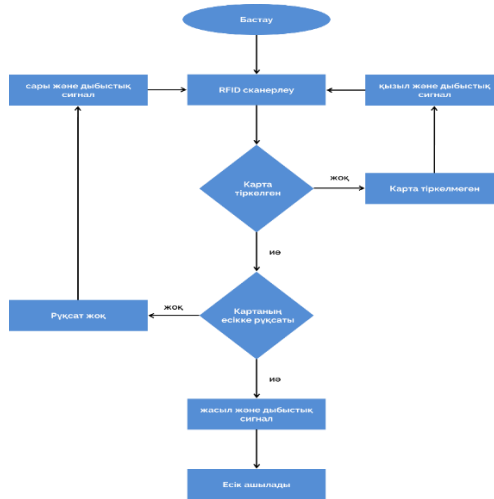 Бастау
сары және дыбыстық
сигнал
RFID сканерлеу
қызыл және дыбыстық
сигнал
Карта
тіркелген
жоқ
Карта тіркелмеген
иә
Картаның
есікке рұқсаты
жоқ
Рұқсат жоқ
иә
жасыл және дыбыстық
сигнал
Есік ашылады